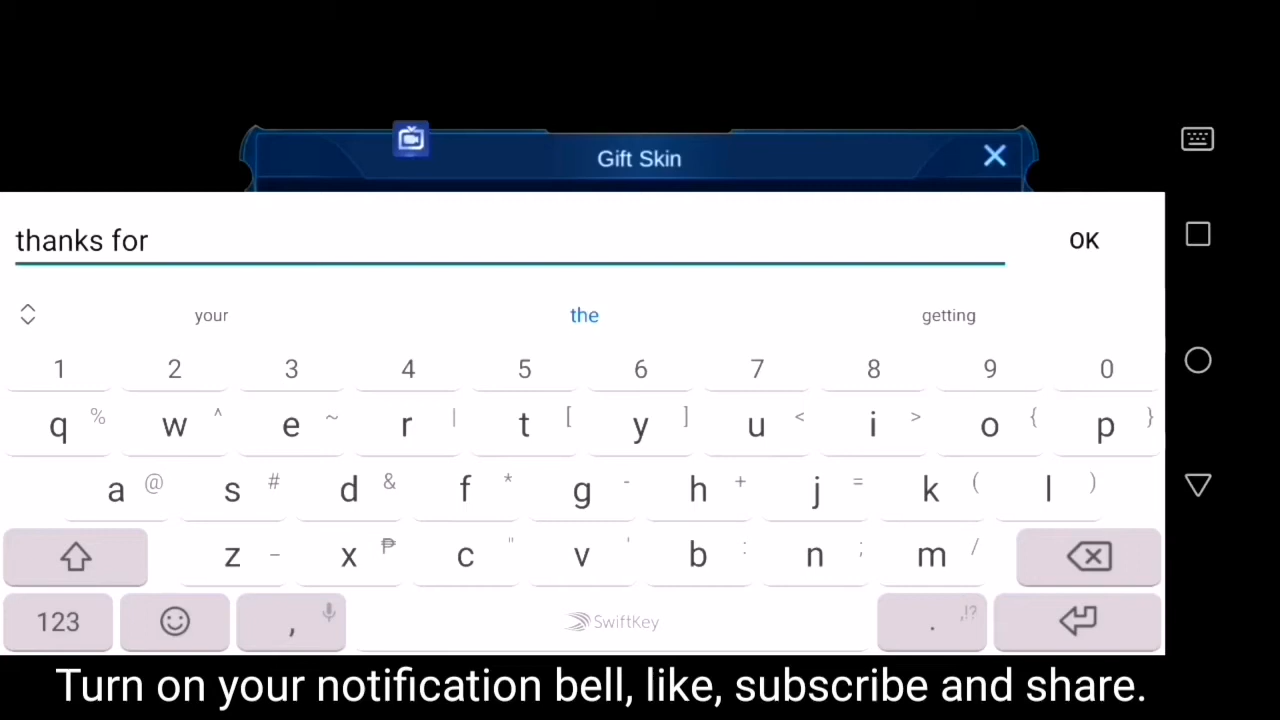 Gift Skin
thanks for
OK
your the getting
1 2 3 4 5 6 7 8 9 0
q % w ^ e ~ r | t [ y ] u < i > o { p }
a @ s # d & f * g - h + j = k ( l )
z _ x ₱ c " v ' b : n ; m /
123 , SwiftKey . ,!?
Turn on your notification bell, like, subscribe and share.